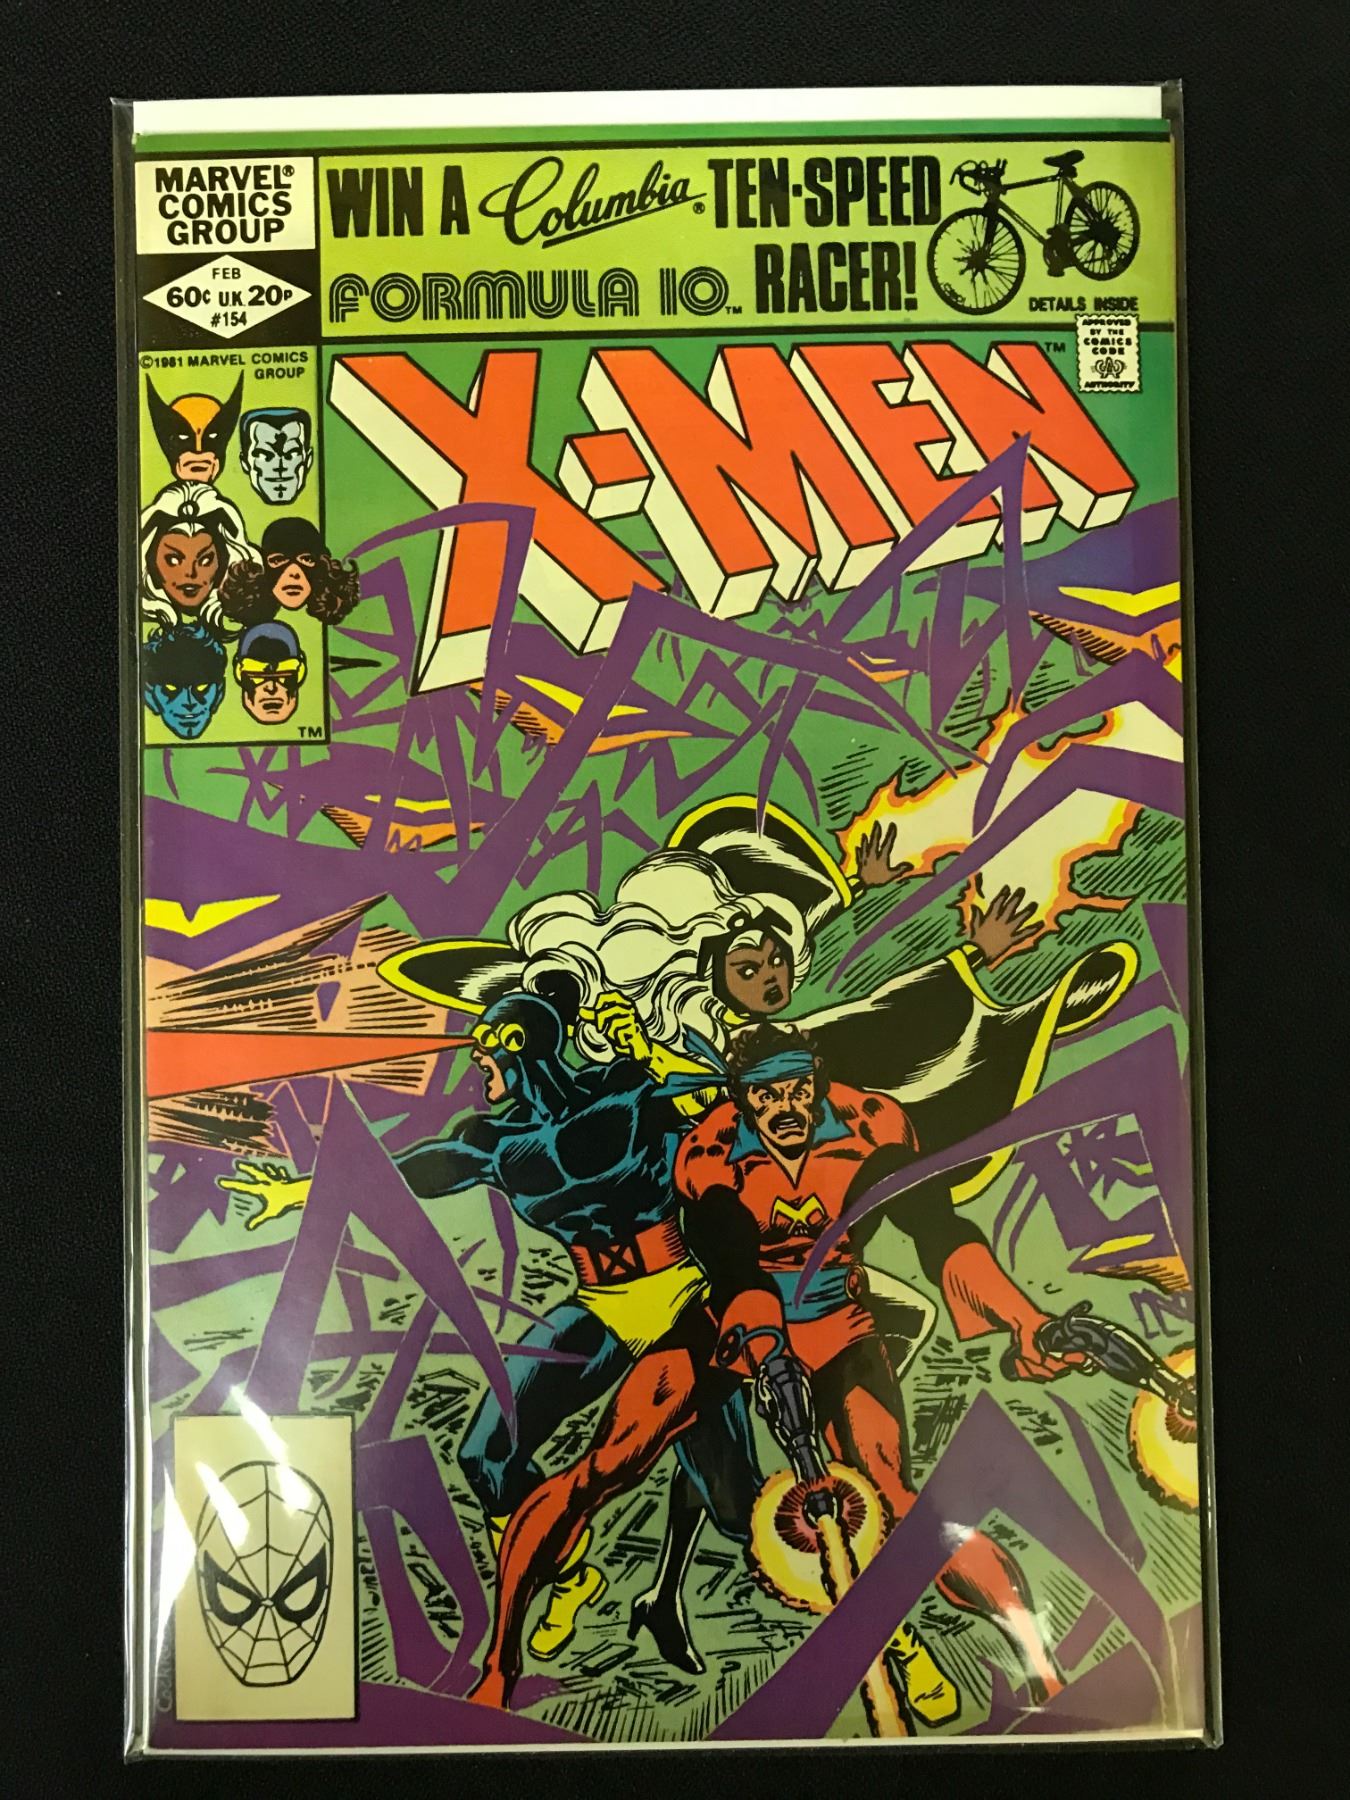 MARVEL®
COMICS
GROUP
FEB
60¢ U.K. 20P
#154
WIN A Columbia® TEN-SPEED
FORMULA 10™ RACER!
DETAILS INSIDE
©1981 MARVEL COMICS
GROUP
TM
X-MEN™
APPROVED
BY THE
COMICS
CODE
CA
AUTHORITY
X